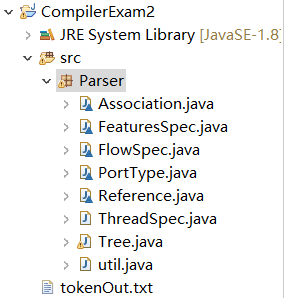 CompilerExam2
JRE System Library [JavaSE-1.8]
src
Parser
Association.java
FeaturesSpec.java
FlowSpec.java
PortType.java
Reference.java
ThreadSpec.java
Tree.java
util.java
tokenOut.txt